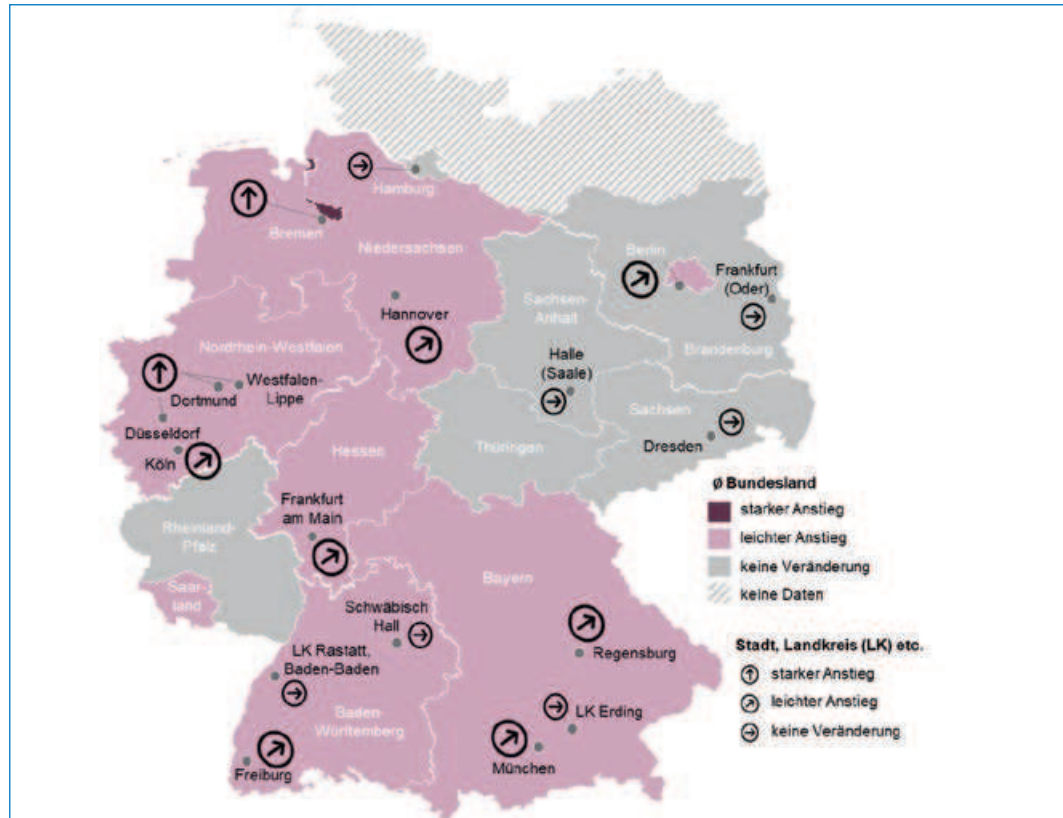 Hamburg
Bremen
Niedersachsen
Hannover
Berlin
Frankfurt
(Oder)
Sachsen-
Anhalt
Brandenburg
Nordrhein-Westfalen
Westfalen-
Lippe
Dortmund
Düsseldorf
Köln
Halle
(Saale)
Sachsen
Dresden
Thüringen
Hessen
Frankfurt
am Main
Rheinland-
Pfalz
Saar-
land
Bayern
Schwäbisch
Hall
LK Rastatt,
Baden-Baden
Baden-
Württemberg
Freiburg
Regensburg
LK Erding
München
ø Bundesland
starker Anstieg
leichter Anstieg
keine Veränderung
keine Daten
Stadt, Landkreis (LK) etc.
starker Anstieg
leichter Anstieg
keine Veränderung